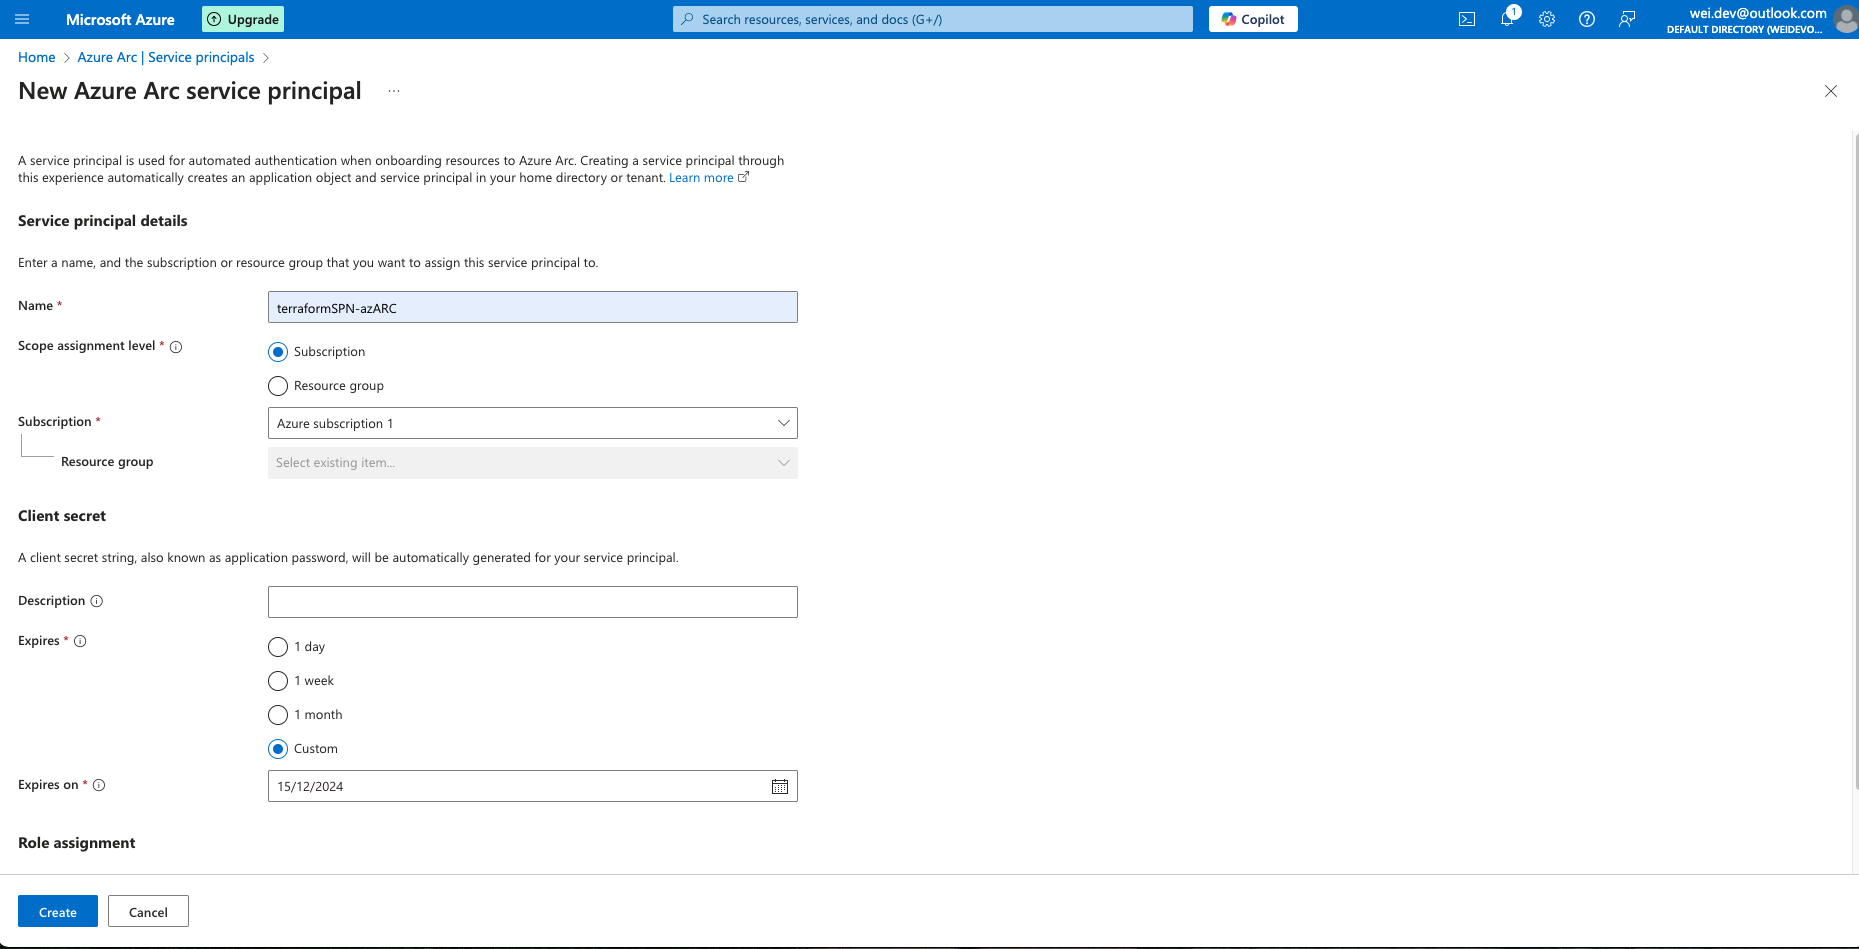 Microsoft Azure
Upgrade
Search resources, services, and docs (G+/)
Copilot
1
wei.dev@outlook.com
DEFAULT DIRECTORY (WEIDEVO...
Home > Azure Arc | Service principals >
New Azure Arc service principal ...
A service principal is used for automated authentication when onboarding resources to Azure Arc. Creating a service principal through
this experience automatically creates an application object and service principal in your home directory or tenant. Learn more
Service principal details
Enter a name, and the subscription or resource group that you want to assign this service principal to.
Name *
terraformSPN-azARC
Scope assignment level *
Subscription
Resource group
Subscription *
Azure subscription 1
Resource group
Select existing item...
Client secret
A client secret string, also known as application password, will be automatically generated for your service principal.
Description
Expires *
1 day
1 week
1 month
Custom
Expires on *
15/12/2024
Role assignment
Create
Cancel